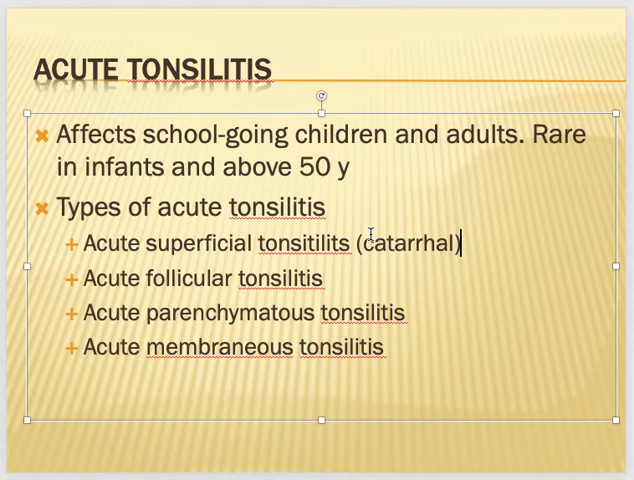 ACUTE TONSILITIS
Affects school-going children and adults. Rare
in infants and above 50 y
Types of acute tonsilitis
Acute superficial tonsitilits (catarrhal)
Acute follicular tonsilitis
Acute parenchymatous tonsilitis
Acute membraneous tonsilitis